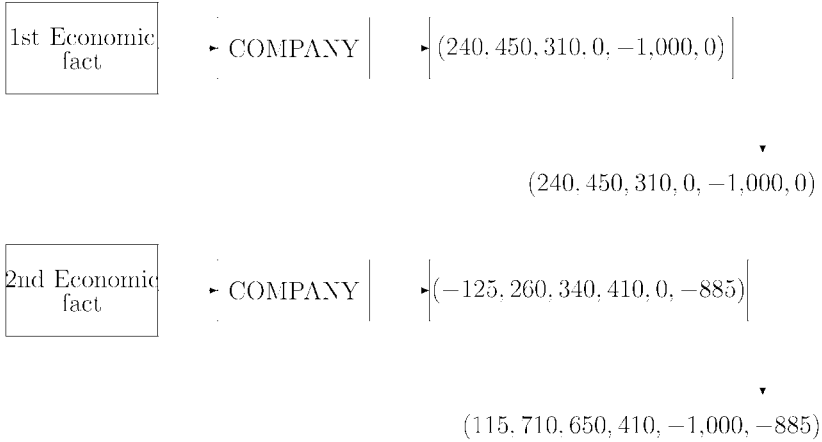 1st Economic
fact
COMPANY
(240, 450, 310, 0, −1,000, 0)
(240, 450, 310, 0, −1,000, 0)
2nd Economic
fact
COMPANY
(−125, 260, 340, 410, 0, −885)
(115, 710, 650, 410, −1,000, −885)